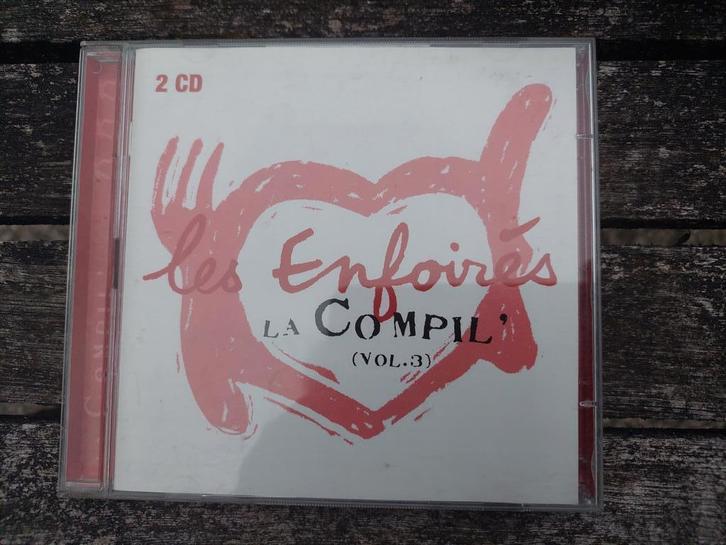 2 CD
les Enfoirés
LA COMPIL'
(VOL.3)